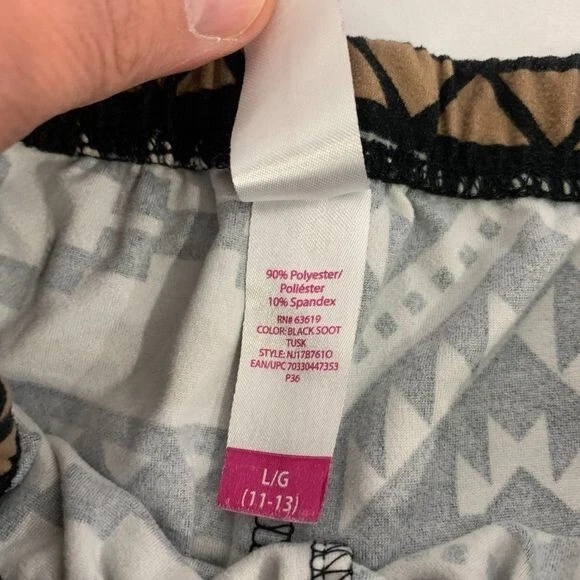 90% Polyester/
Poliéster
10% Spandex
RN# 63619
COLOR: BLACK SOOT
TUSK
STYLE: NJ17B761O
EAN/UPC 70330447353
P36
L/G
(11-13)